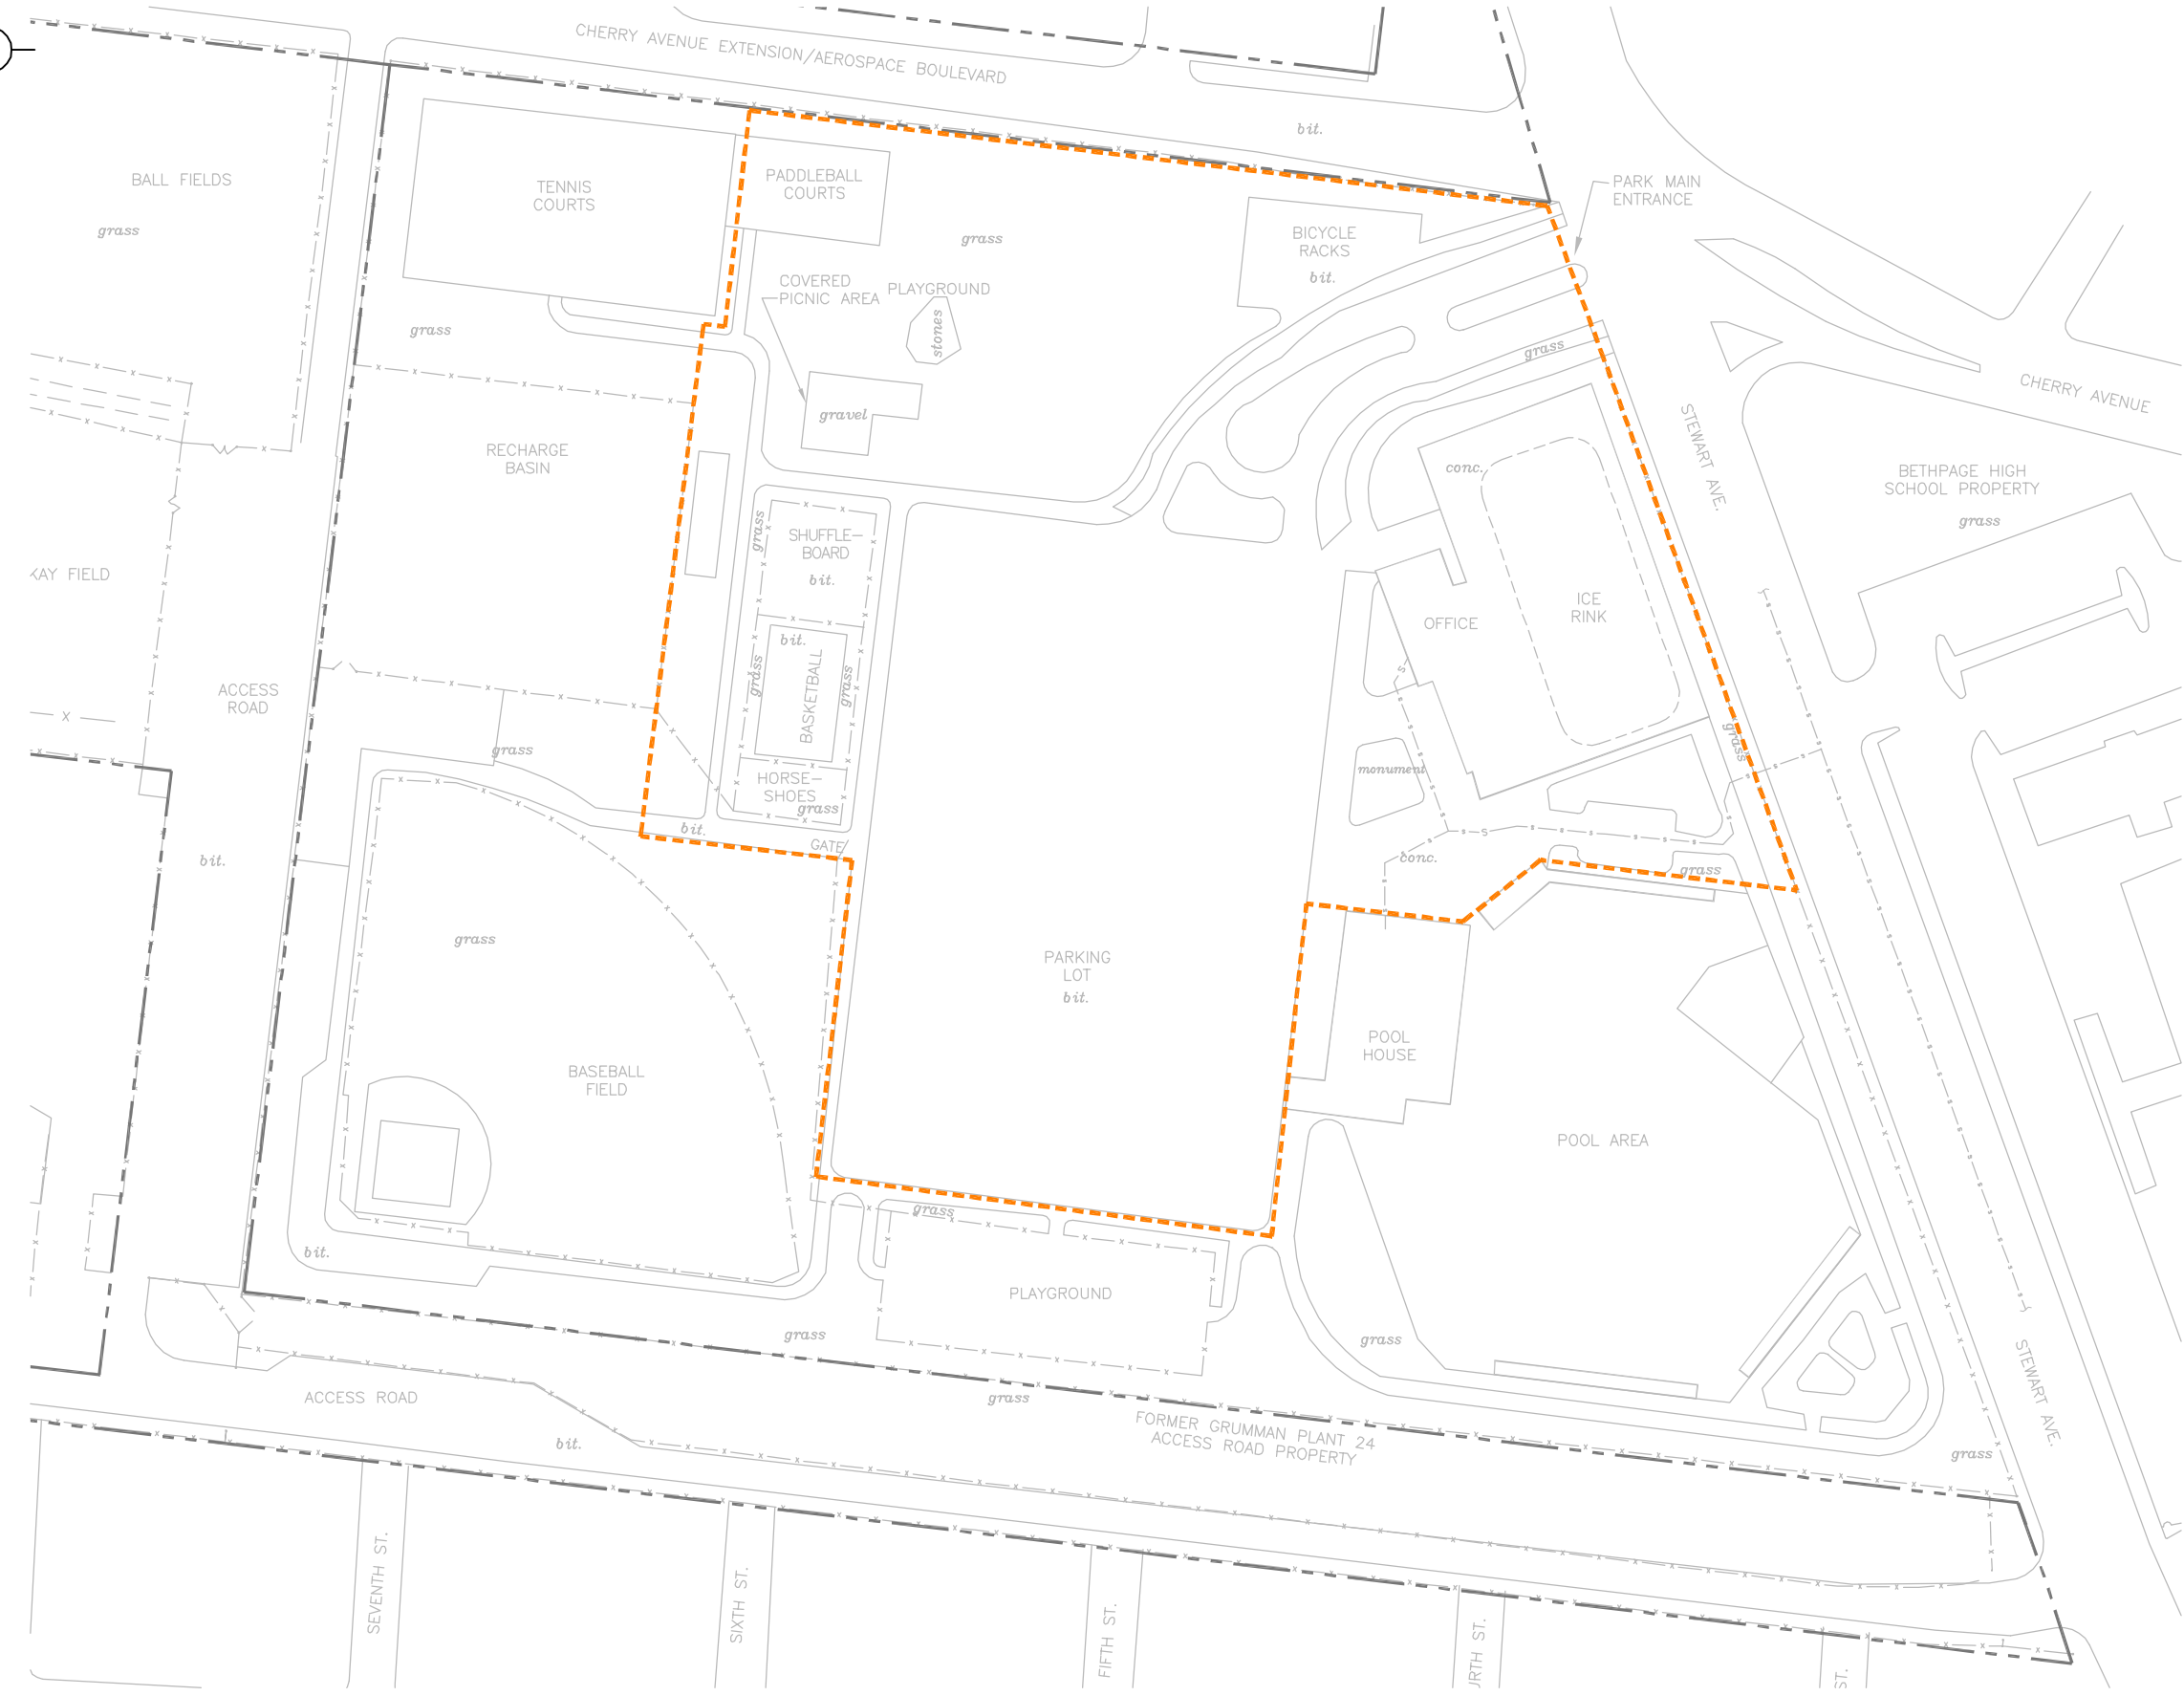 CHERRY AVENUE EXTENSION/AEROSPACE BOULEVARD
bit.
BALL FIELDS
grass
TENNIS
COURTS
PADDLEBALL
COURTS
grass
BICYCLE
RACKS
bit.
PARK MAIN
ENTRANCE
COVERED
PICNIC AREA
PLAYGROUND
stones
grass
gravel
grass
CHERRY AVENUE
STEWART AVE.
RECHARGE
BASIN
conc.
BETHPAGE HIGH
SCHOOL PROPERTY
grass
grass
SHUFFLE-
BOARD
bit.
KAY FIELD
ICE
RINK
OFFICE
bit.
grass
BASKETBALL
grass
ACCESS
ROAD
grass
grass
monument
HORSE-
SHOES
grass
bit.
GATE
bit.
conc.
grass
grass
PARKING
LOT
bit.
POOL
HOUSE
BASEBALL
FIELD
POOL AREA
grass
bit.
PLAYGROUND
grass
grass
STEWART AVE.
ACCESS ROAD
grass
FORMER GRUMMAN PLANT 24
ACCESS ROAD PROPERTY
bit.
grass
SEVENTH ST.
SIXTH ST.
FIFTH ST.
URTH ST.
ST.